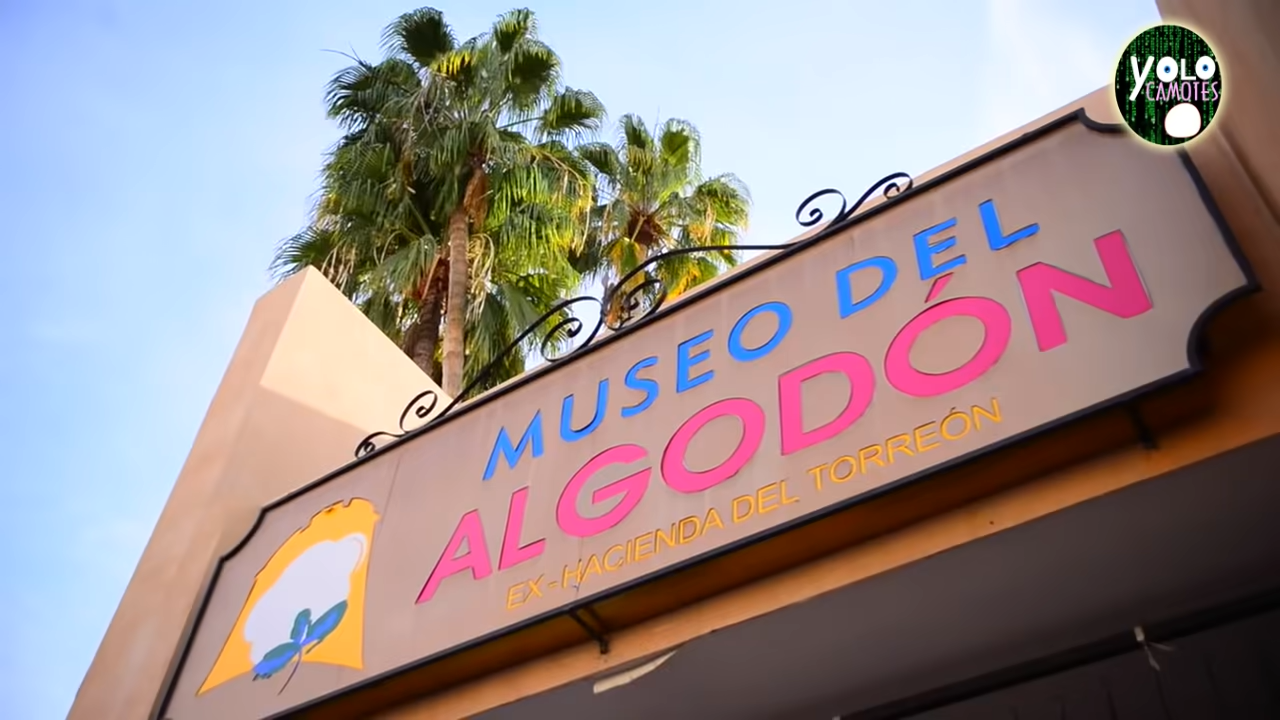 YOLO
CAMOTES
MUSEO DEL
ALGODÓN
EX-HACIENDA DEL TORREÓN